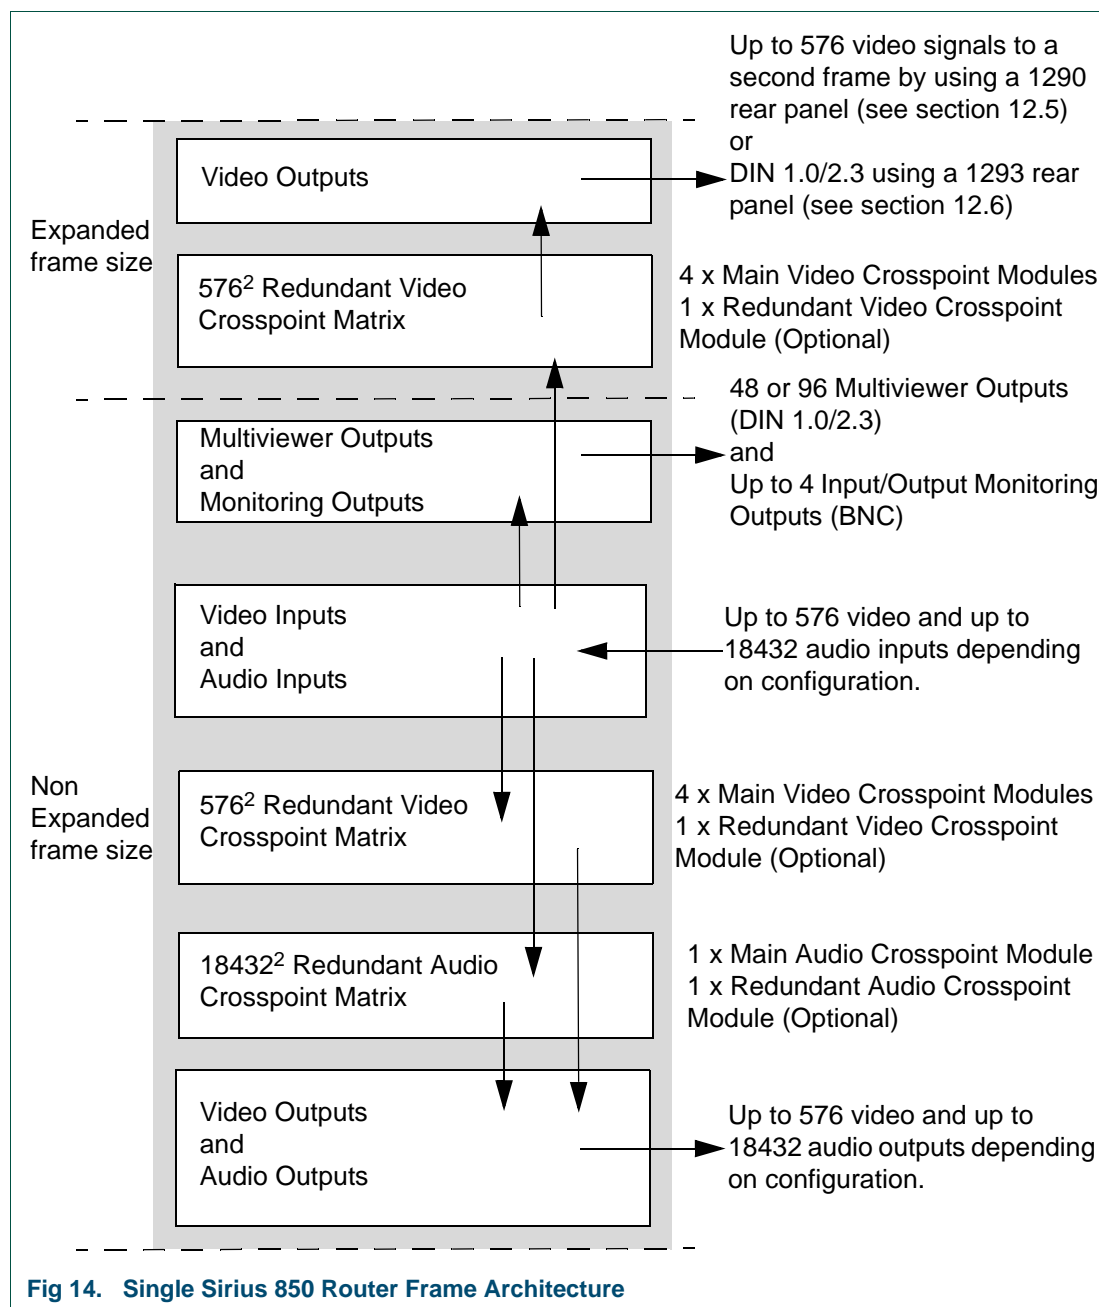 Up to 576 video signals to a
second frame by using a 1290
rear panel (see section 12.5)
or
DIN 1.0/2.3 using a 1293 rear
panel (see section 12.6)
Video Outputs
Expanded
frame size
576² Redundant Video
Crosspoint Matrix
4 x Main Video Crosspoint Modules
1 x Redundant Video Crosspoint
Module (Optional)
48 or 96 Multiviewer Outputs
(DIN 1.0/2.3)
and
Up to 4 Input/Output Monitoring
Outputs (BNC)
Multiviewer Outputs
and
Monitoring Outputs
Video Inputs
and
Audio Inputs
Up to 576 video and up to
18432 audio inputs depending
on configuration.
Non
Expanded
frame size
576² Redundant Video
Crosspoint Matrix
4 x Main Video Crosspoint Modules
1 x Redundant Video Crosspoint
Module (Optional)
18432² Redundant Audio
Crosspoint Matrix
1 x Main Audio Crosspoint Module
1 x Redundant Audio Crosspoint
Module (Optional)
Video Outputs
and
Audio Outputs
Up to 576 video and up to
18432 audio outputs depending
on configuration.
Fig 14. Single Sirius 850 Router Frame Architecture